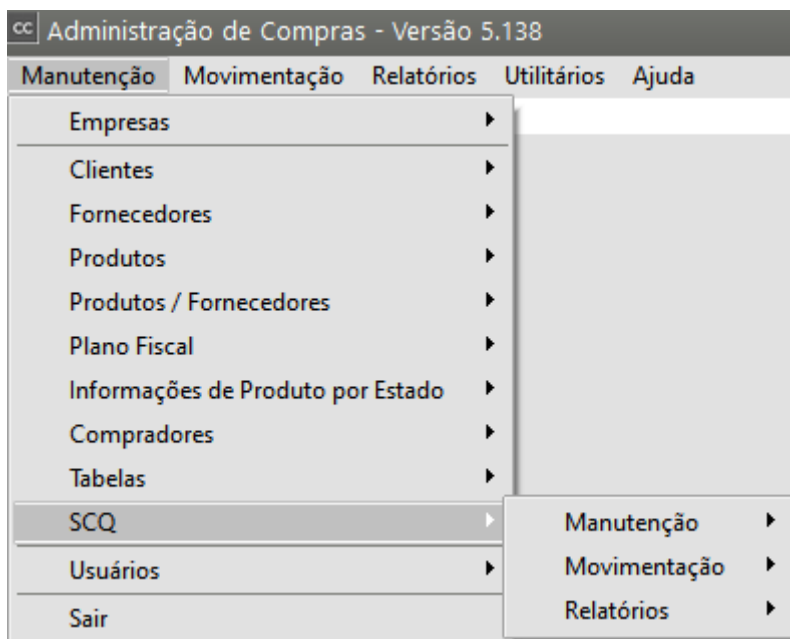 cc Administração de Compras - Versão 5.138
Manutenção Movimentação Relatórios Utilitários Ajuda
Empresas
Clientes
Fornecedores
Produtos
Produtos / Fornecedores
Plano Fiscal
Informações de Produto por Estado
Compradores
Tabelas
SCQ
Usuários
Sair
Manutenção
Movimentação
Relatórios